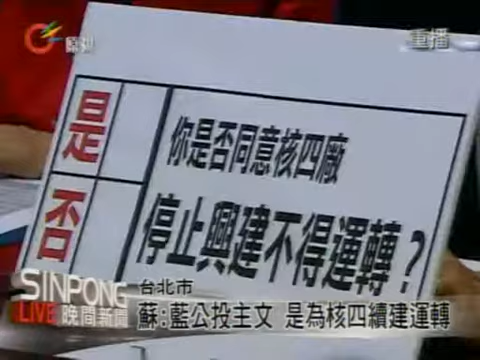 重播
是
否
你是否同意核四廠
停止興建不得運轉？
SINPONG
LIVE 晚間新聞
台北市
蘇:藍公投主文 是為核四續建運轉